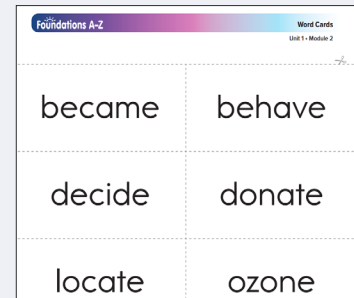 Foundations A-Z
Word Cards
Unit 1 • Module 2
became behave
decide donate
locate ozone